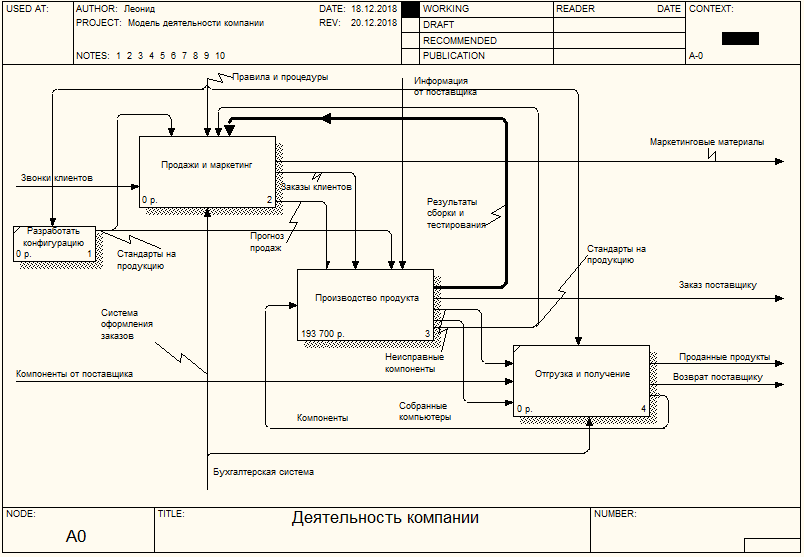 USED AT:
AUTHOR: Леонид
DATE: 18.12.2018
PROJECT: Модель деятельности компании
REV: 20.12.2018
NOTES: 1 2 3 4 5 6 7 8 9 10
WORKING
DRAFT
RECOMMENDED
PUBLICATION
READER
DATE
CONTEXT:
A-0
Правила и процедуры
Информация
от поставщика
Маркетинговые материалы
Продажи и маркетинг
0 р.
2
Звонки клиентов
Заказы клиентов
Результаты
сборки и
тестирования
Разработать
конфигурацию
0 р.
1
Прогноз
продаж
Стандарты на
продукцию
Стандарты на
продукцию
Заказ поставщику
Производство продукта
193 700 р.
3
Система
оформления
заказов
Неисправные
компоненты
Проданные продукты
Компоненты от поставщика
Отгрузка и получение
0 р.
4
Возврат поставщику
Компоненты
Собранные
компьютеры
Бухгалтерская система
NODE:
A0
TITLE:
Деятельность компании
NUMBER: